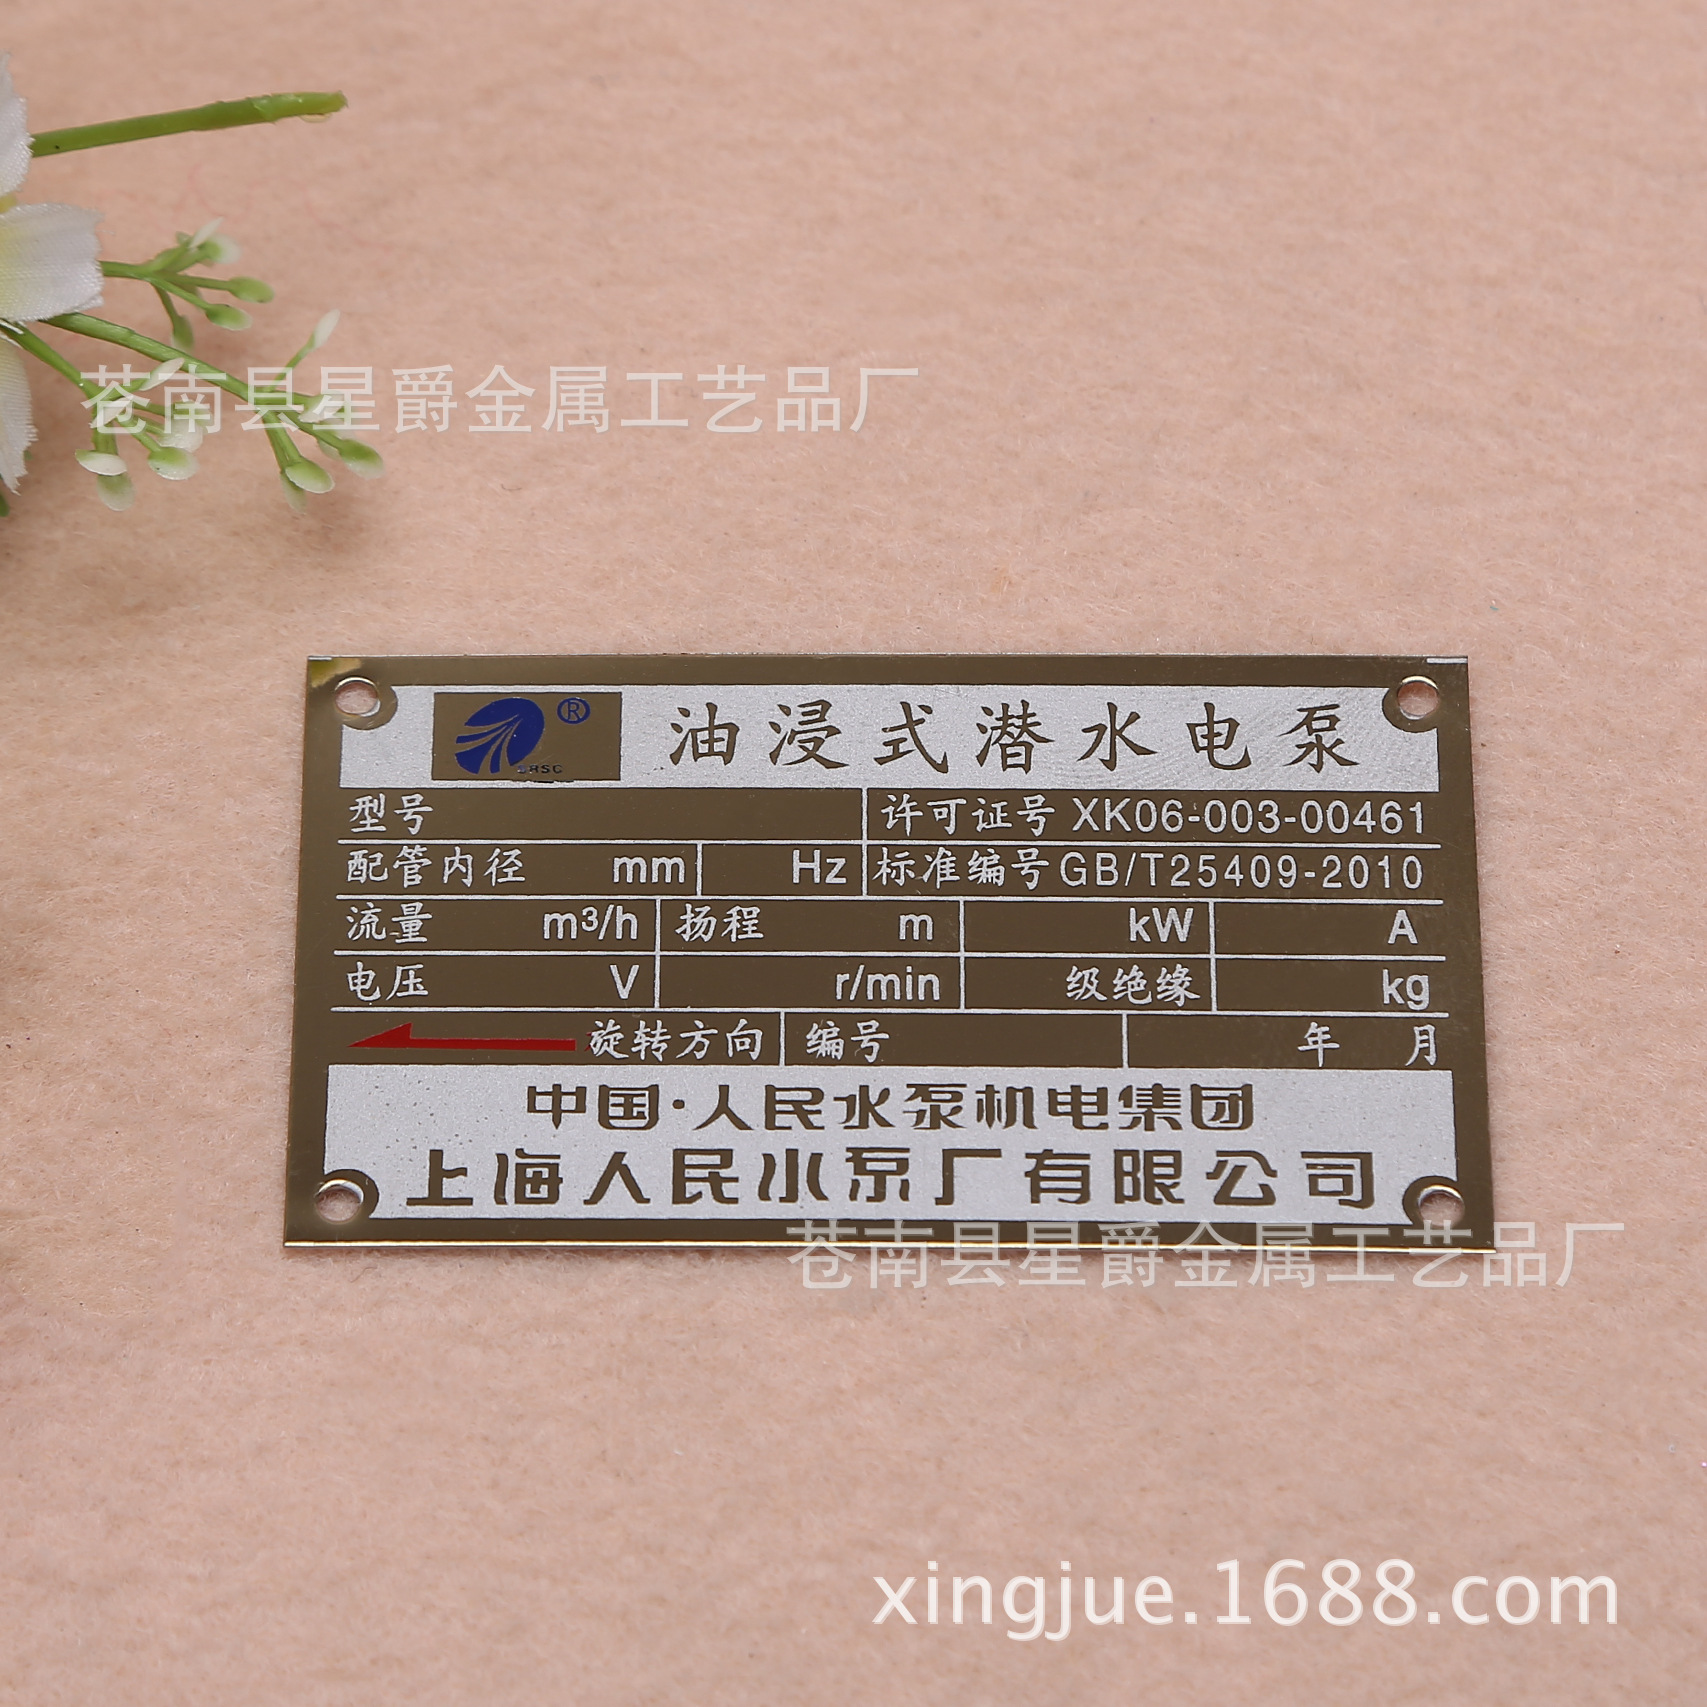 苍南县星爵金属工艺品厂
® 油浸式潜水电泵
型号 许可证号 XK06-003-00461
配管内径 mm Hz 标准编号 GB/T25409-2010
流量 m3/h 扬程 m kW A
电压 V r/min 级绝缘 kg
旋转方向 编号 年 月
中国·人民水泵机电集团
上海人民水泵厂有限公司
苍南县星爵金属工艺品厂
xingjue.1688.com